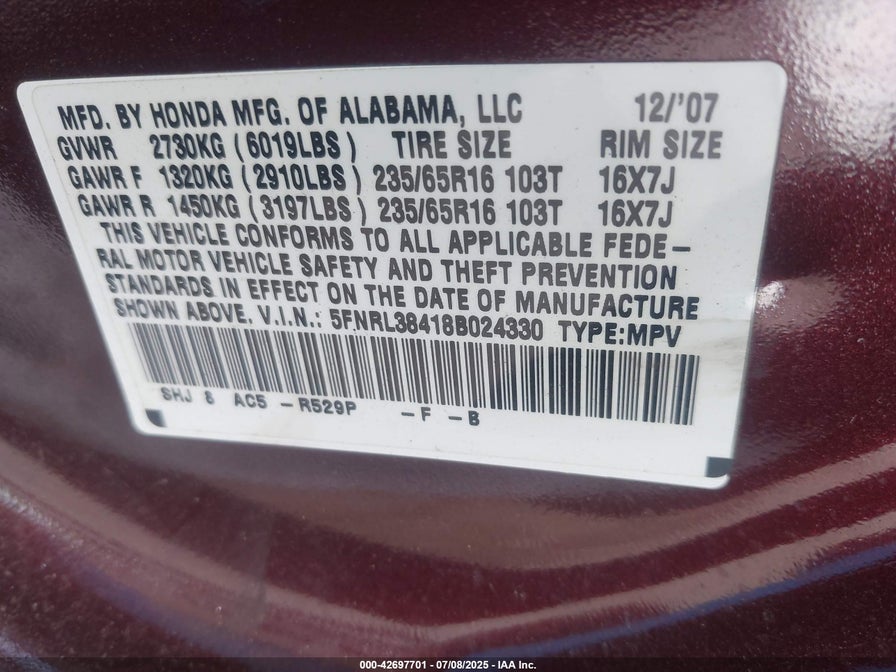 MFD. BY HONDA MFG. OF ALABAMA, LLC 12/'07
GVWR 2730KG (6019LBS) TIRE SIZE RIM SIZE
GAWR F 1320KG (2910LBS) 235/65R16 103T 16X7J
GAWR R 1450KG (3197LBS) 235/65R16 103T 16X7J
THIS VEHICLE CONFORMS TO ALL APPLICABLE FEDE-
RAL MOTOR VEHICLE SAFETY AND THEFT PREVENTION
STANDARDS IN EFFECT ON THE DATE OF MANUFACTURE
SHOWN ABOVE. V.I.N.: 5FNRL38418B024330 TYPE:MPV
SHJ 8 AC5 -R529P -F -B
000-42697701 - 07/08/2025 - IAA Inc.